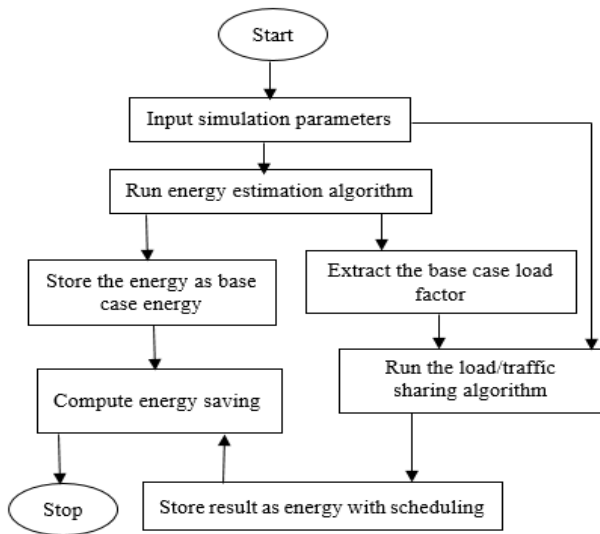 Start
Input simulation parameters
Run energy estimation algorithm
Store the energy as base
case energy
Extract the base case load
factor
Compute energy saving
Run the load/traffic
sharing algorithm
Stop
Store result as energy with scheduling